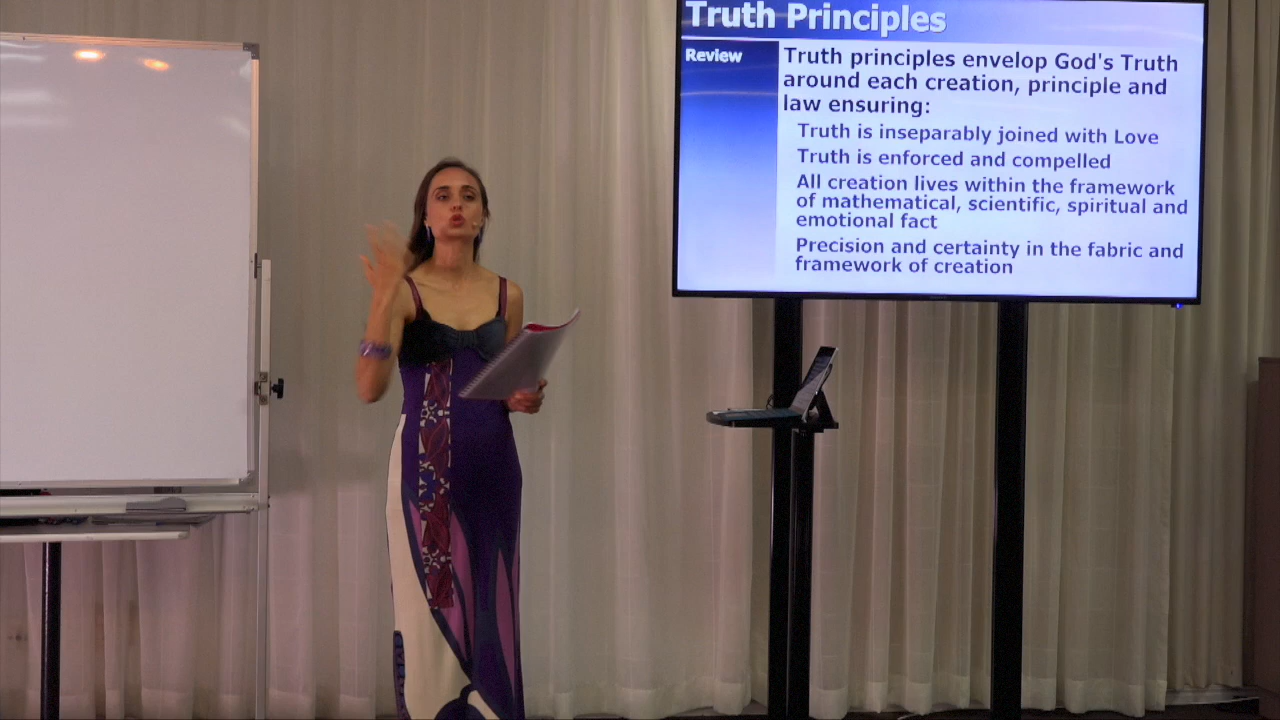 Truth Principles
Review
Truth principles envelop God's Truth
around each creation, principle and
law ensuring:
Truth is inseparably joined with Love
Truth is enforced and compelled
All creation lives within the framework
of mathematical, scientific, spiritual and
emotional fact
Precision and certainty in the fabric and
framework of creation